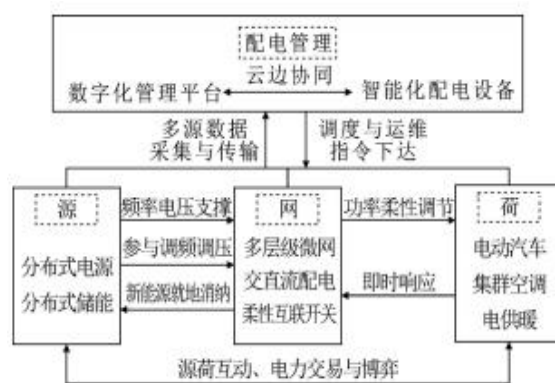 配电管理
云边协同
数字化管理平台 智能化配电设备
多源数据
采集与传输
调度与运维
指令下达
源
分布式电源
分布式储能
频率电压支撑
参与调频调压
新能源就地消纳
网
多层级微网
交直流配电
柔性互联开关
功率柔性调节
即时响应
荷
电动汽车
集群空调
电供暖
源荷互动、电力交易与博弈